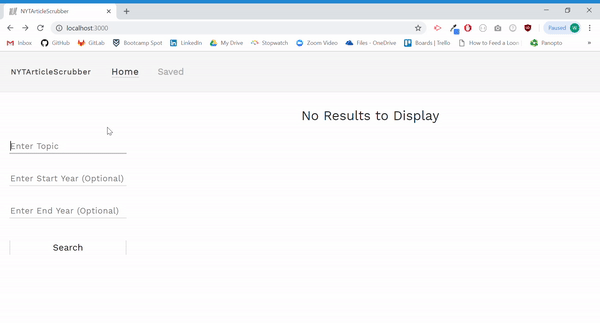 NYTArticleScrubber
localhost:3000
Paused
Inbox GitHub GitLab Bootcamp Spot LinkedIn My Drive Stopwatch Zoom Video Files - OneDrive Boards | Trello How to Feed a Loo Panopto
NYTArticleScrubber Home Saved
No Results to Display
Enter Topic
Enter Start Year (Optional)
Enter End Year (Optional)
Search